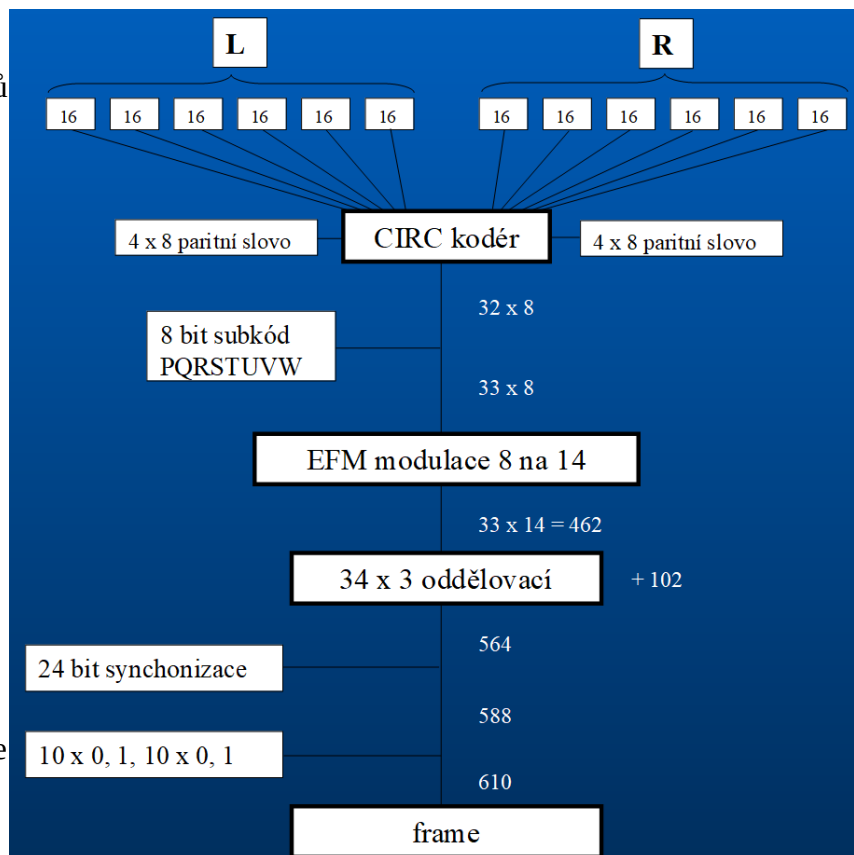 L
R
ů
16 16 16 16 16 16
16 16 16 16 16 16
4 x 8 paritní slovo
CIRC kodér
4 x 8 paritní slovo
32 x 8
8 bit subkód
PQRSTUVW
33 x 8
EFM modulace 8 na 14
33 x 14 = 462
34 x 3 oddělovací
+ 102
564
24 bit synchonizace
588
10 x 0, 1, 10 x 0, 1
e
610
frame